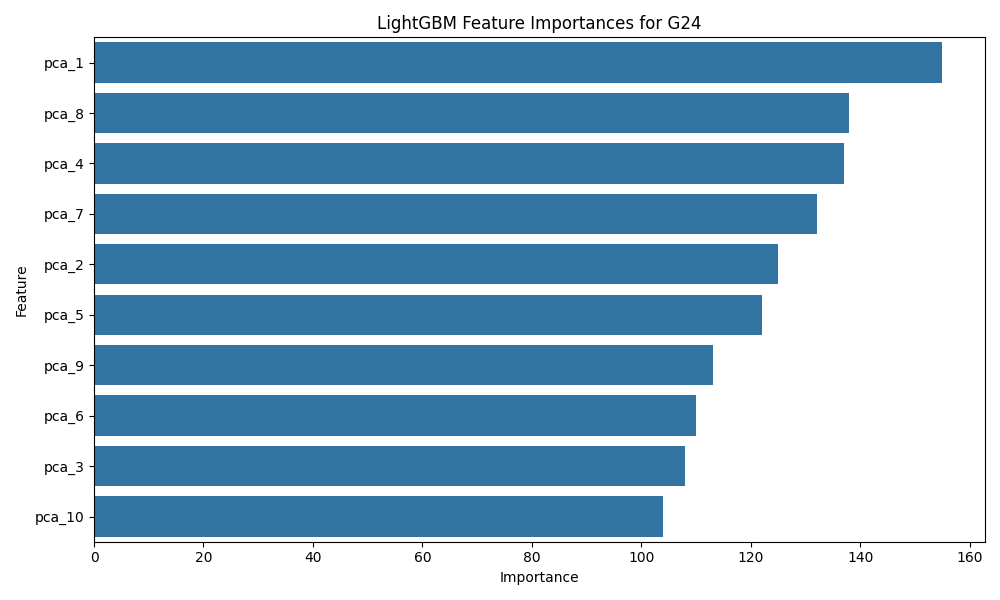 LightGBM Feature Importances for G24
pca_1
pca_8
pca_4
pca_7
pca_2
pca_5
pca_9
pca_6
pca_3
pca_10
Feature
0 20 40 60 80 100 120 140 160
Importance